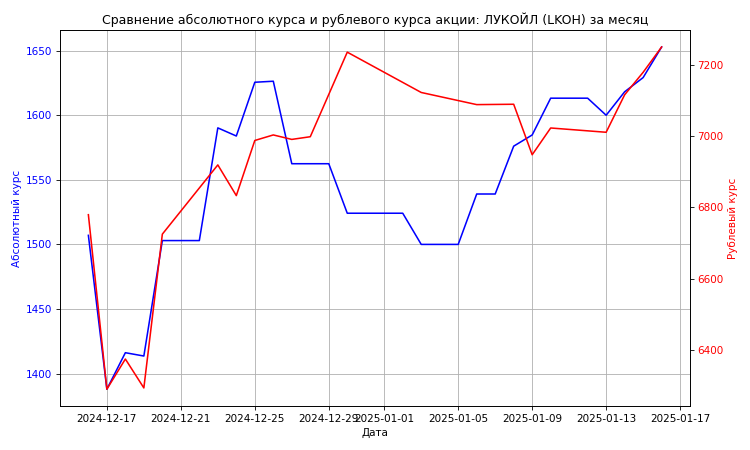 Сравнение абсолютного курса и рублевого курса акции: ЛУКОЙЛ (LKOH) за месяц
Абсолютный курс
1650
1600
1550
1500
1450
1400
7200
7000
6800
6600
6400
Рублевый курс
2024-12-17 2024-12-21 2024-12-25 2024-12-29 2025-01-01 2025-01-05 2025-01-09 2025-01-13 2025-01-17
Дата